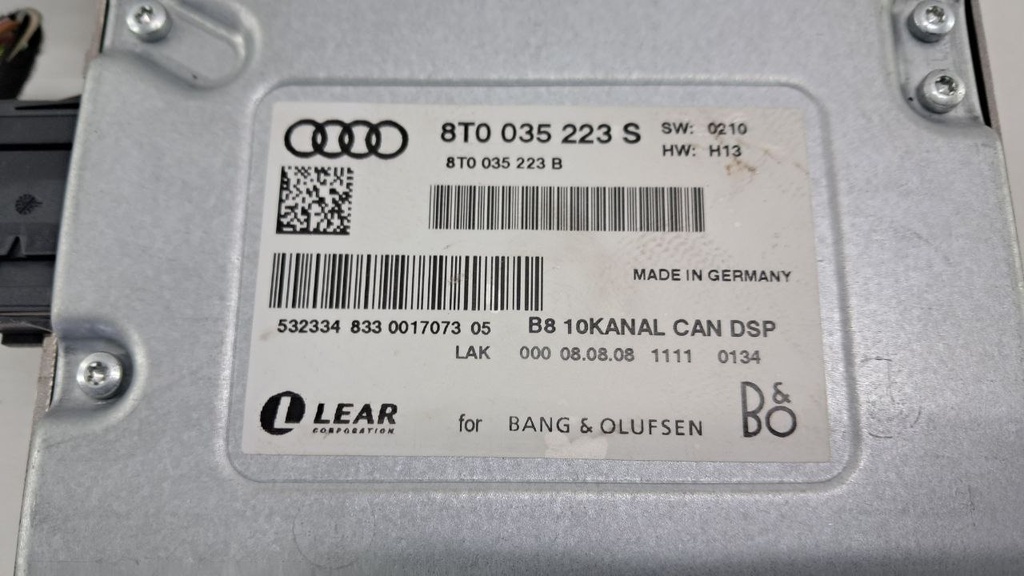 8T0 035 223 S SW: 0210
8T0 035 223 B HW: H13
MADE IN GERMANY
532334 833 0017073 05 B8 10KANAL CAN DSP
LAK 000 08.08.08 1111 0134
LEAR
CORPORATION
for BANG & OLUFSEN B&O